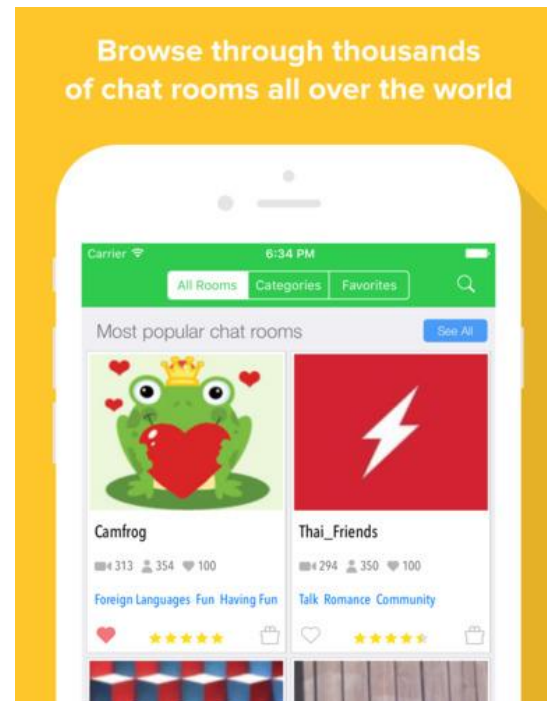 Browse through thousands
of chat rooms all over the world
Carrier 6:34 PM
All Rooms Categories Favorites
Most popular chat rooms See All
Camfrog
313 354 100
Foreign Languages Fun Having Fun
Thai_Friends
294 350 100
Talk Romance Community